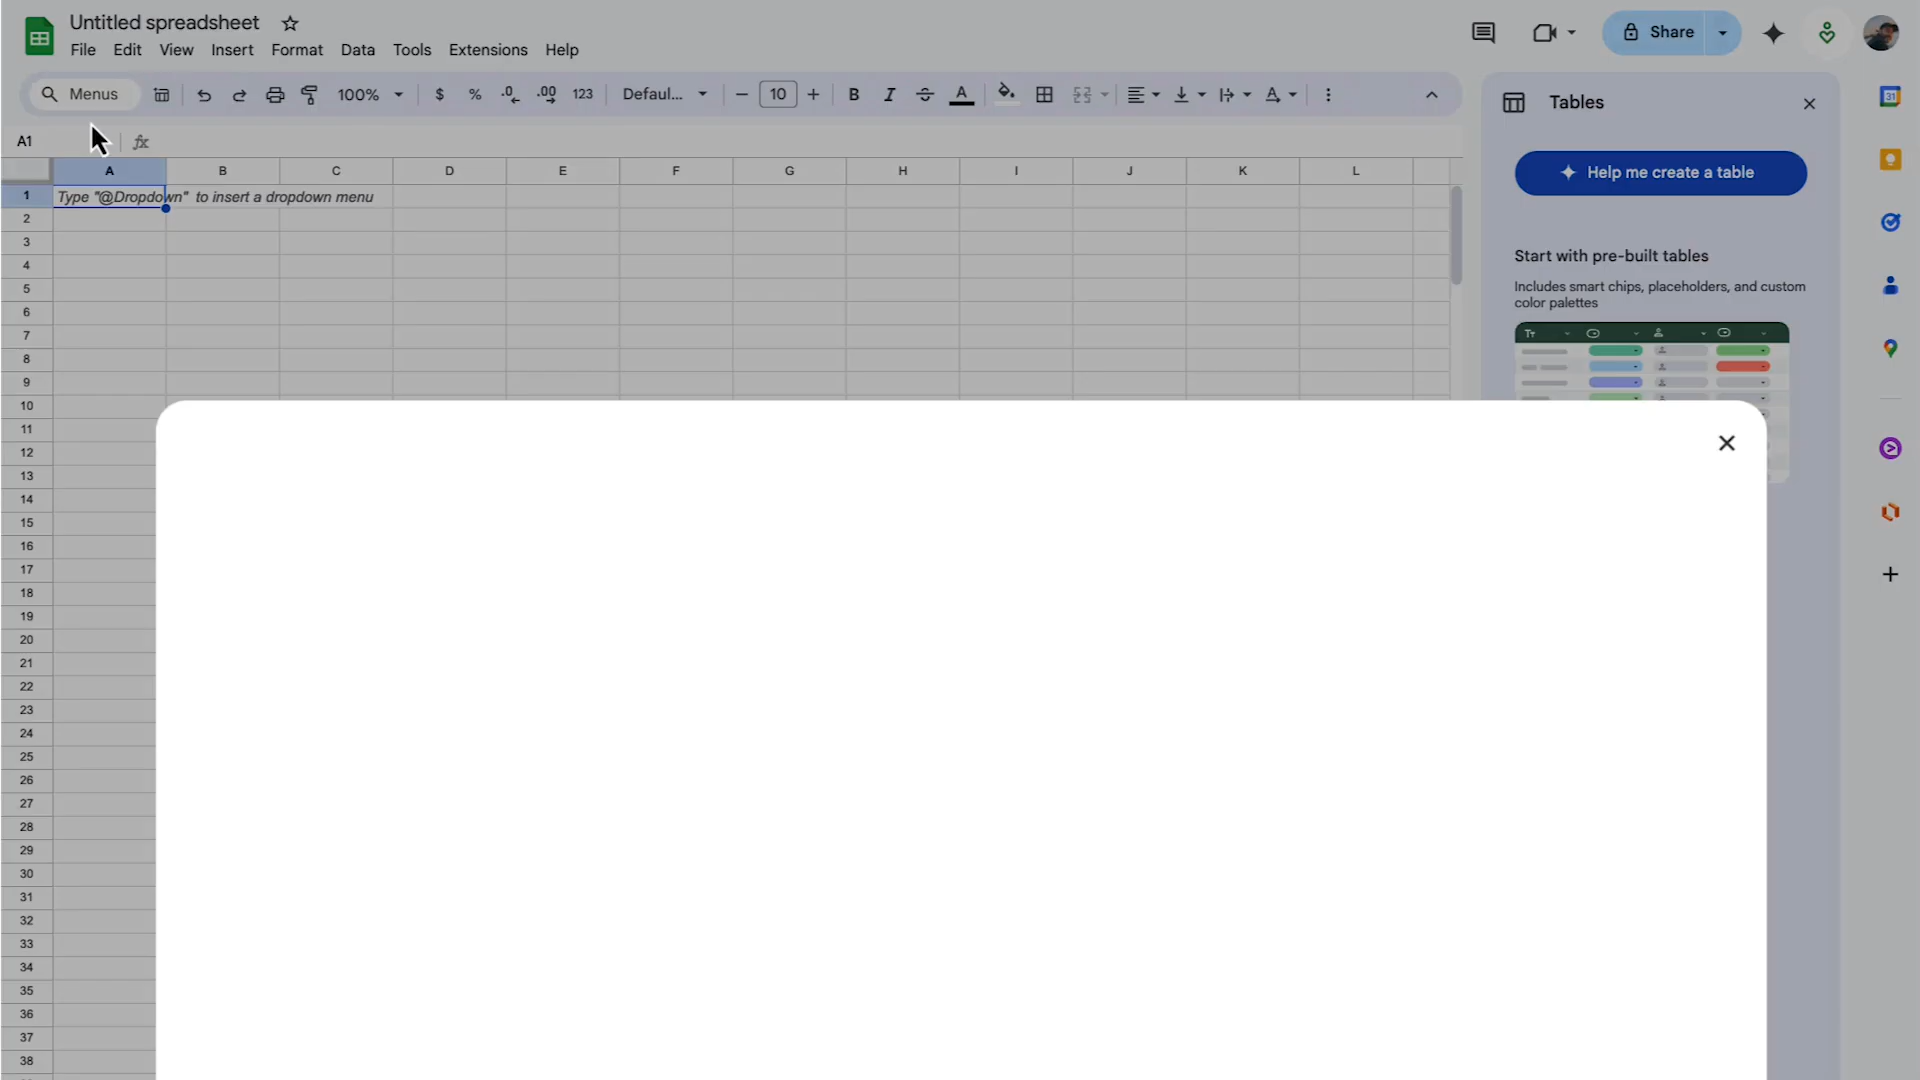 Untitled spreadsheet
File Edit View Insert Format Data Tools Extensions Help
Share
Menus 100% $ % .0 .00 123 Defaul... 10 B I A
A1 fx
A B C D E F G H I J K L
1 Type "@Dropdown" to insert a dropdown menu
2
3
4
5
6
7
8
9
10
11
12
13
14
15
16
17
18
19
20
21
22
23
24
25
26
27
28
29
30
31
32
33
34
35
36
37
38
Tables
Help me create a table
Start with pre-built tables
Includes smart chips, placeholders, and custom
color palettes
Tт
31